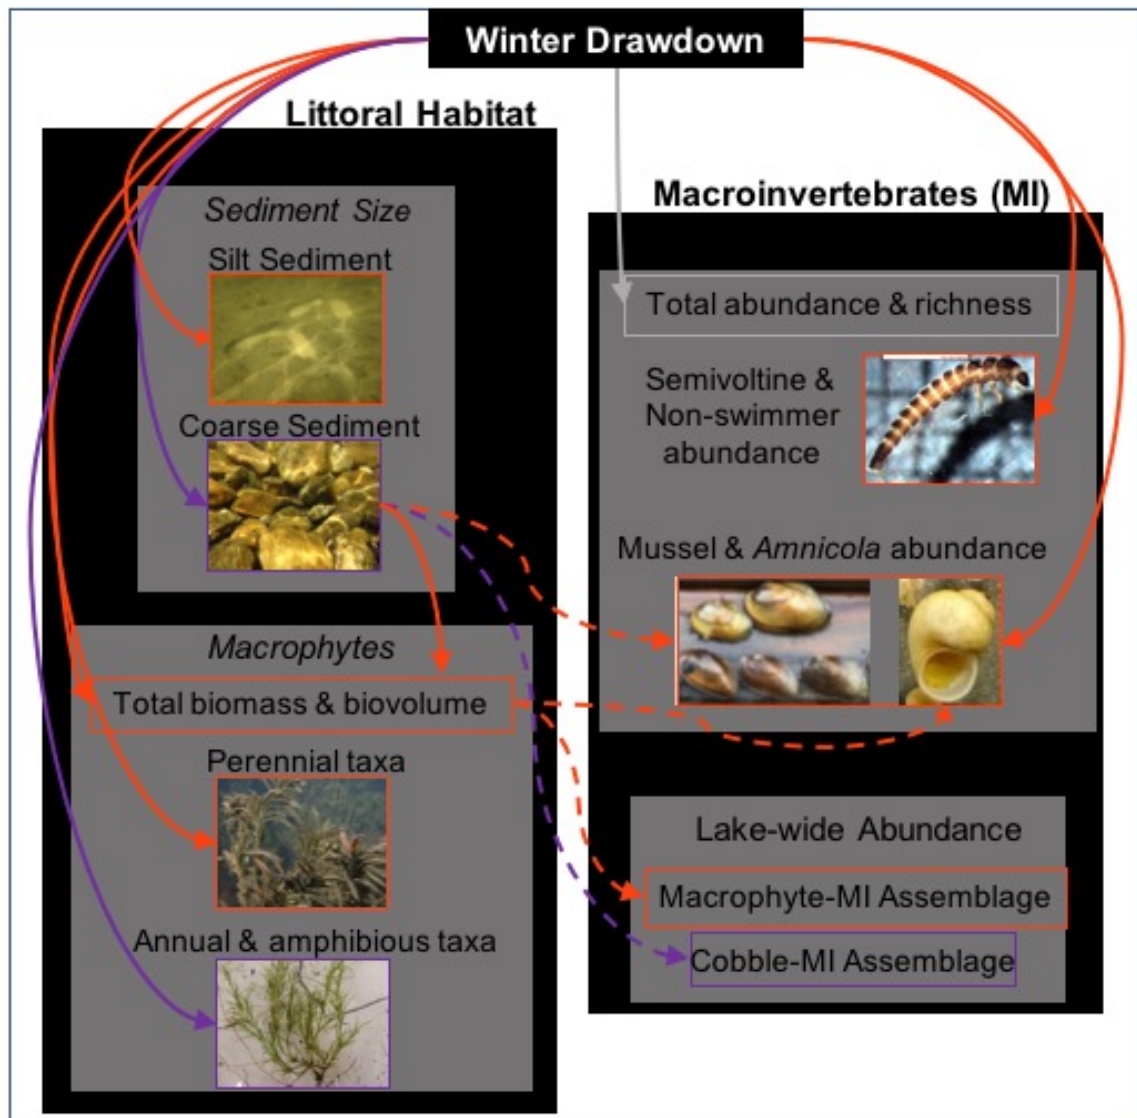 Winter Drawdown
Littoral Habitat
Sediment Size
Silt Sediment
Coarse Sediment
Macrophytes
Total biomass & biovolume
Perennial taxa
Annual & amphibious taxa
Macroinvertebrates (MI)
Total abundance & richness
Semivoltine &
Non-swimmer
abundance
Mussel & Amnicola abundance
Lake-wide Abundance
Macrophyte-MI Assemblage
Cobble-MI Assemblage